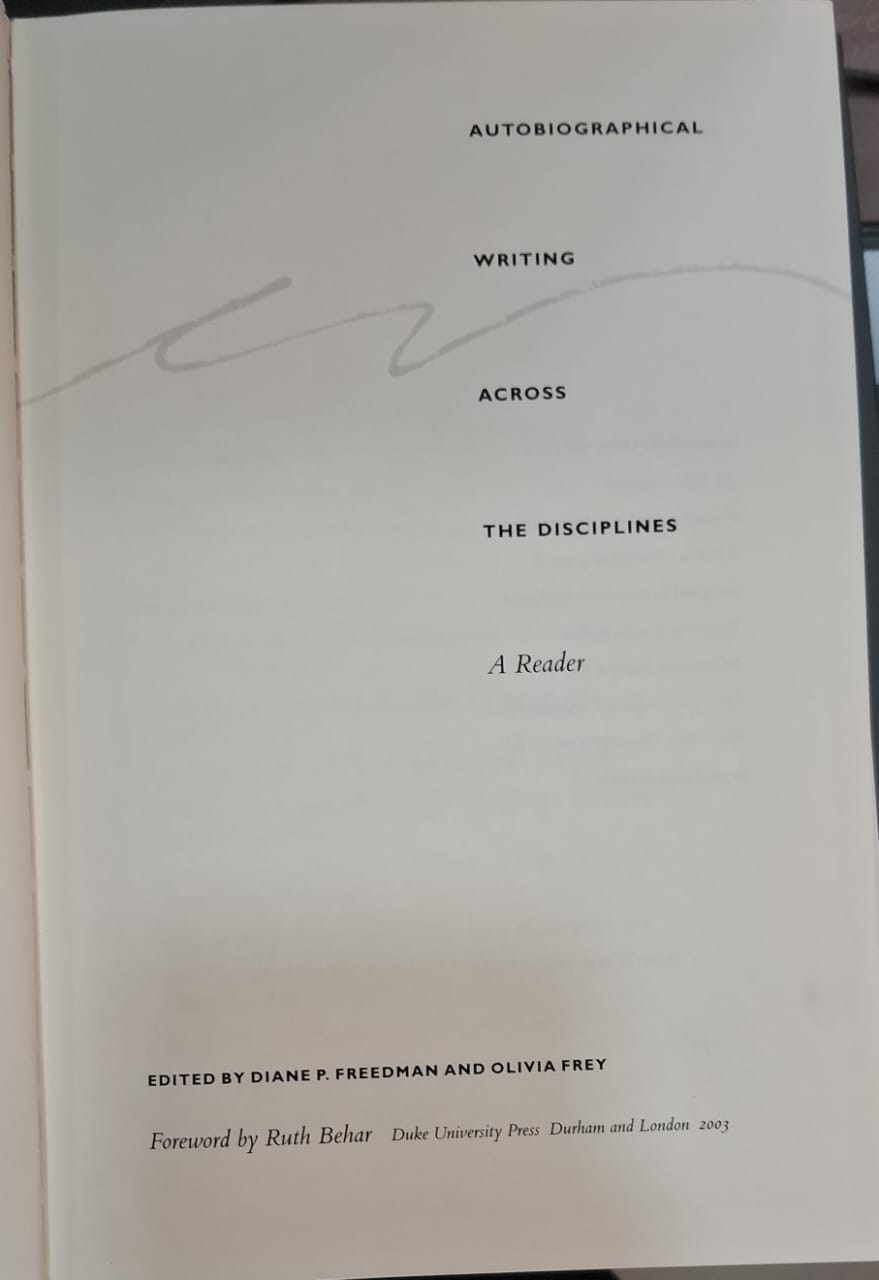 AUTOBIOGRAPHICAL
WRITING
ACROSS
THE DISCIPLINES
A Reader
EDITED BY DIANE P. FREEDMAN AND OLIVIA FREY
Foreword by Ruth Behar Duke University Press Durham and London 2003